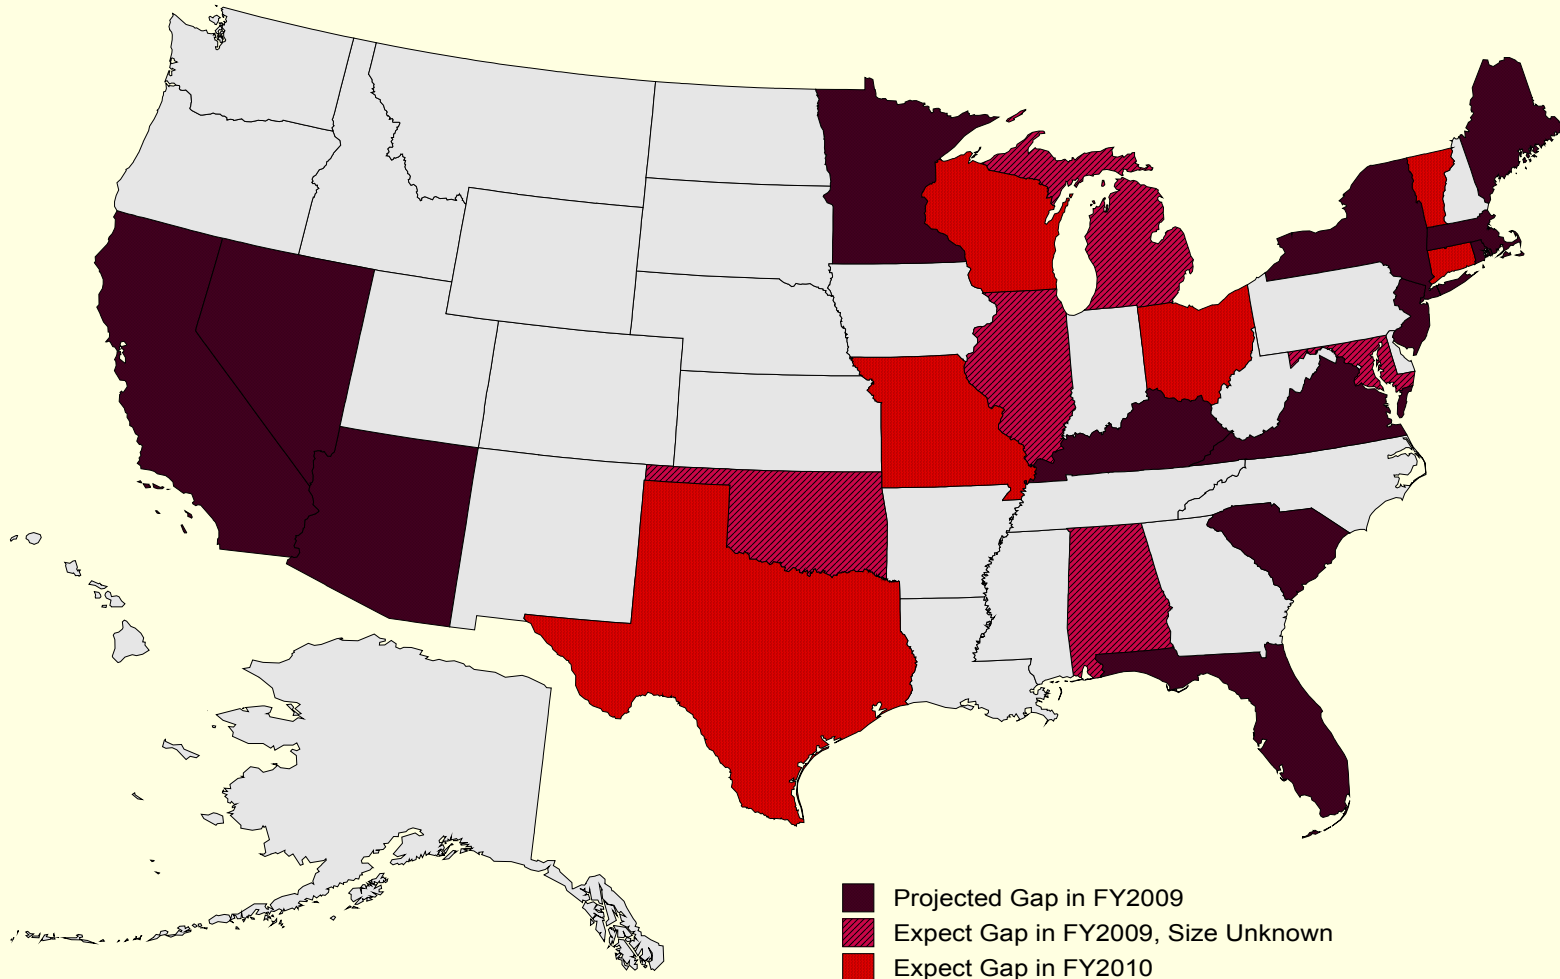 Projected Gap in FY2009
Expect Gap in FY2009, Size Unknown
Expect Gap in FY2010